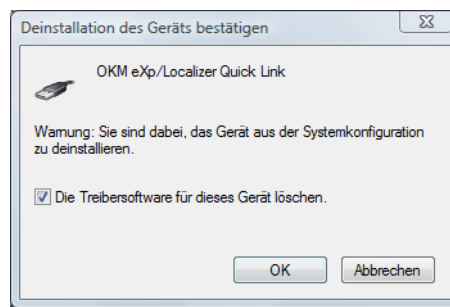 Deinstallation des Geräts bestätigen
OKM eXp/Localizer Quick Link
Warnung: Sie sind dabei, das Gerät aus der Systemkonfiguration
zu deinstallieren.
Die Treibersoftware für dieses Gerät löschen.
OK
Abbrechen